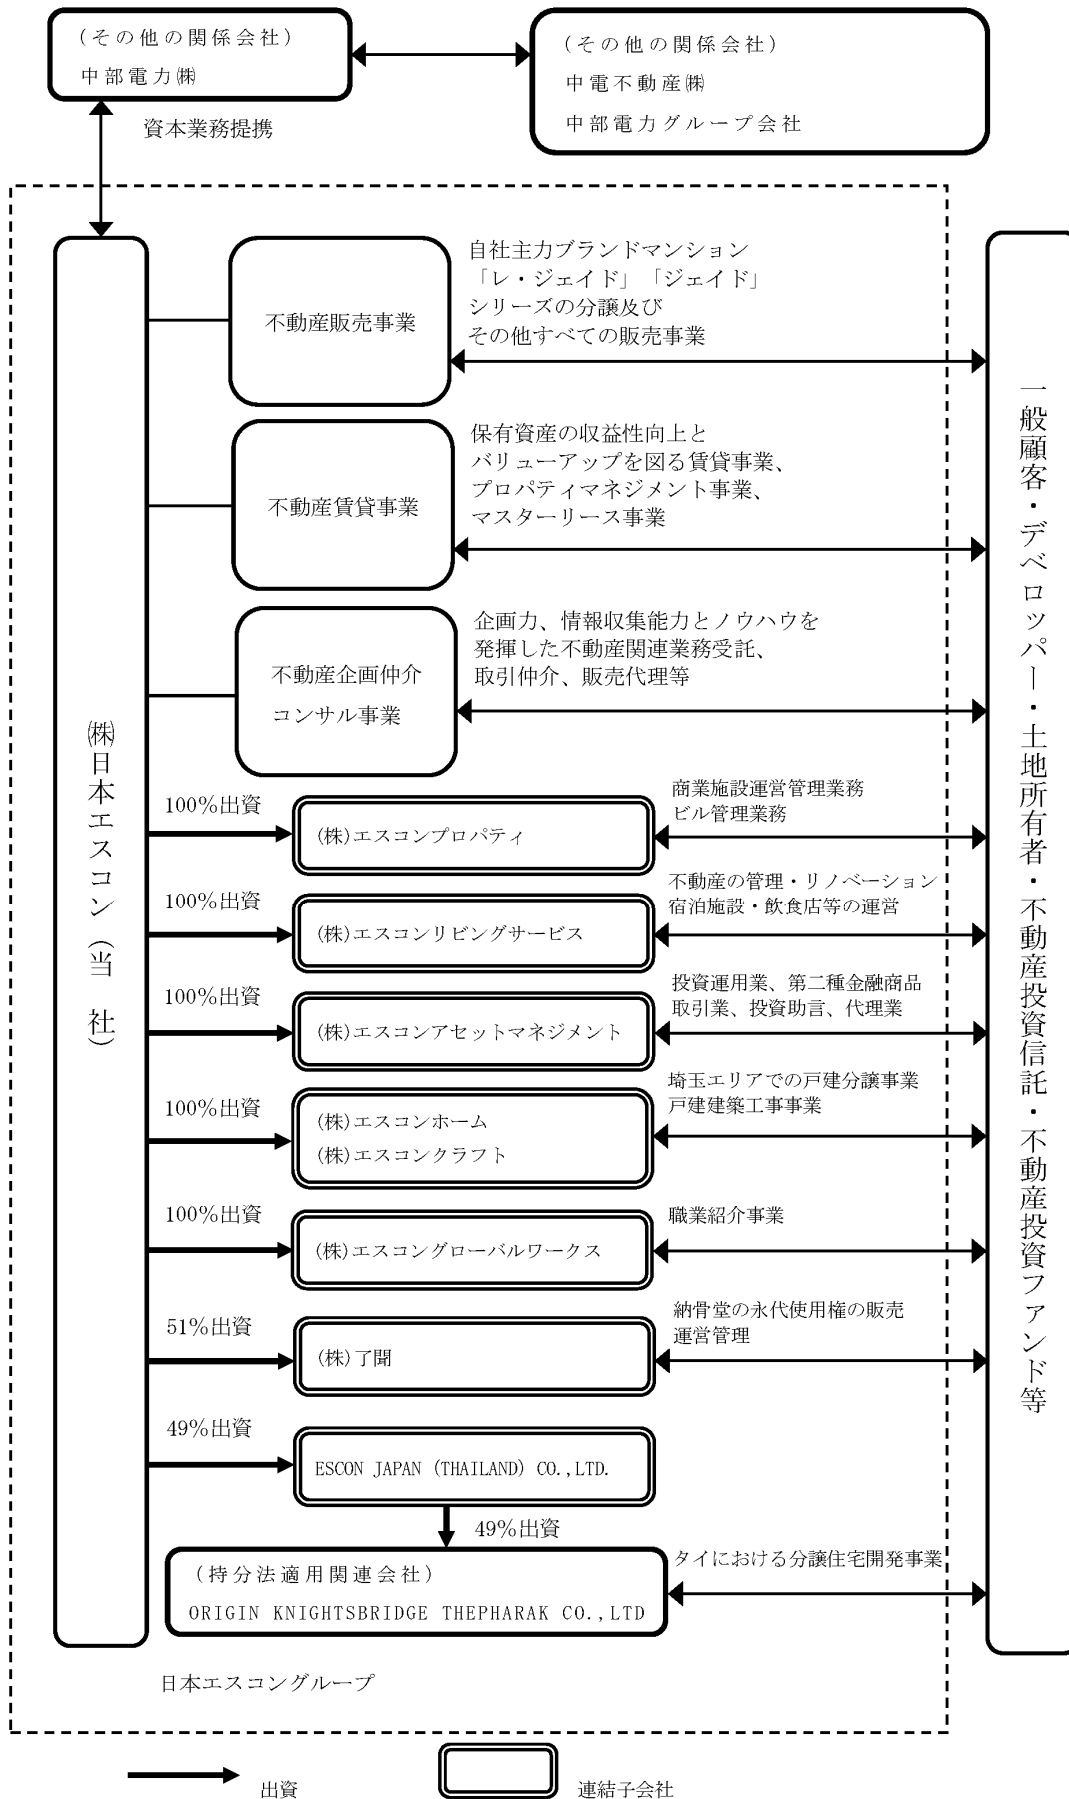 (その他の関係会社)
中部電力㈱
(その他の関係会社)
中電不動産㈱
中部電力グループ会社
資本業務提携
㈱日本エスコン(当 社)
不動産販売事業
自社主力ブランドマンション
「レ・ジェイド」「ジェイド」
シリーズの分譲及び
その他すべての販売事業
不動産賃貸事業
保有資産の収益性向上と
バリューアップを図る賃貸事業、
プロパティマネジメント事業、
マスターリース事業
不動産企画仲介
コンサル事業
企画力、情報収集能力とノウハウを
発揮した不動産関連業務受託、
取引仲介、販売代理等
100%出資
(株)エスコンプロパティ
商業施設運営管理業務
ビル管理業務
100%出資
(株)エスコンリビングサービス
不動産の管理・リノベーション
宿泊施設・飲食店等の運営
100%出資
(株)エスコンアセットマネジメント
投資運用業、第二種金融商品
取引業、投資助言、代理業
100%出資
(株)エスコンホーム
(株)エスコンクラフト
埼玉エリアでの戸建分譲事業
戸建建築工事事業
100%出資
(株)エスコングローバルワークス
職業紹介事業
51%出資
(株)了聞
納骨堂の永代使用権の販売
運営管理
49%出資
ESCON JAPAN (THAILAND) CO.,LTD.
49%出資
(持分法適用関連会社)
ORIGIN KNIGHTSBRIDGE THEPHARAK CO.,LTD
タイにおける分譲住宅開発事業
一般顧客・デベロッパー・土地所有者・不動産投資信託・不動産投資ファンド等
日本エスコングループ
出資
連結子会社